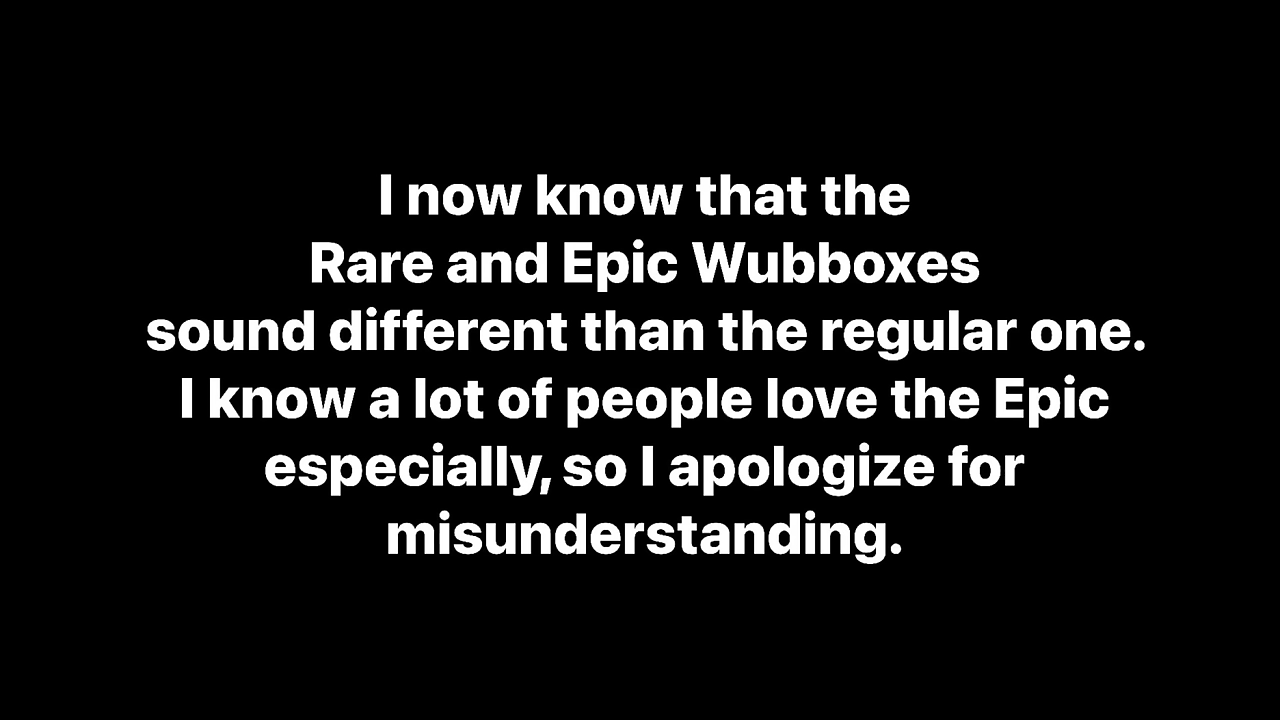 I now know that the
Rare and Epic Wubboxes
sound different than the regular one.
I know a lot of people love the Epic
especially, so I apologize for
misunderstanding.